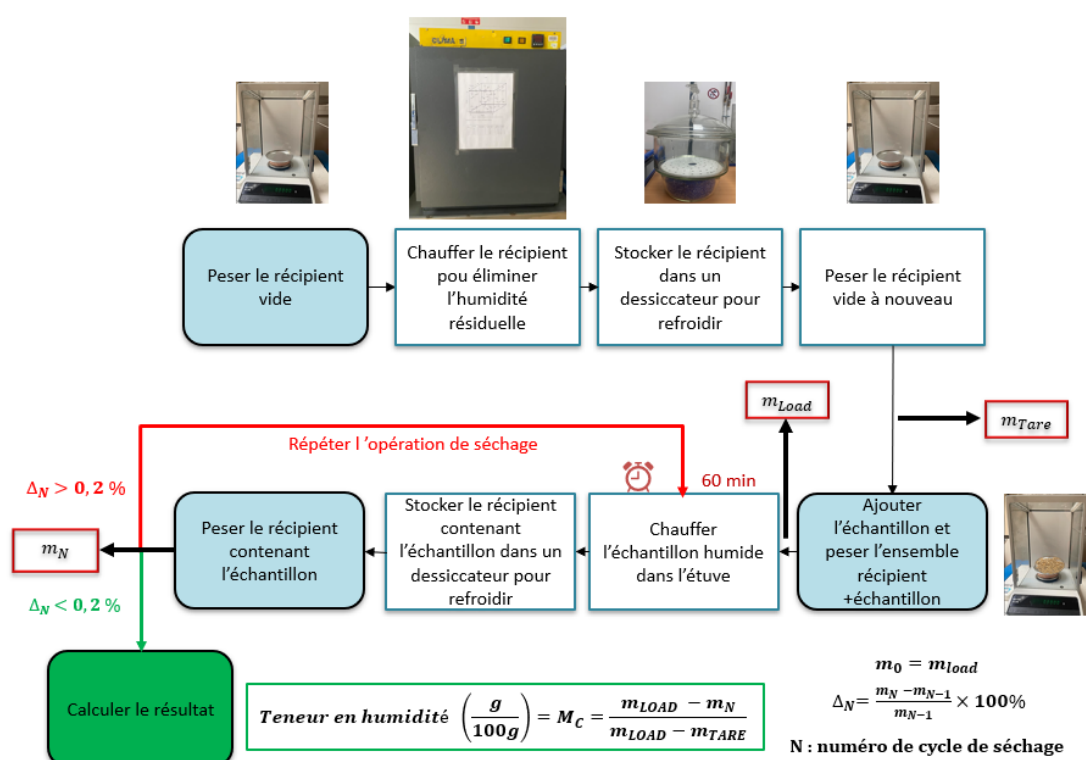 Peser le récipient
vide
Chauffer le récipient
pou éliminer
l'humidité
résiduelle
Stocker le récipient
dans un
dessiccateur pour
refroidir
Peser le récipient
vide à nouveau
m_Load
m_Tare
Répéter l 'opération de séchage
60 min
Δ_N > 0, 2 %
m_N
Δ_N < 0, 2 %
Peser le récipient
contenant
l'échantillon
Stocker le récipient
contenant
l'échantillon dans un
dessiccateur pour
refroidir
Chauffer
l'échantillon humide
dans l'étuve
Ajouter
l'échantillon et
peser l'ensemble
récipient
+échantillon
Calculer le résultat
Teneur en humidité (g/100g) = M_C = (m_LOAD − m_N)/(m_LOAD − m_TARE)
m_0 = m_load
Δ_N= (m_N −m_N−1)/m_N−1 × 100%
N : numéro de cycle de séchage